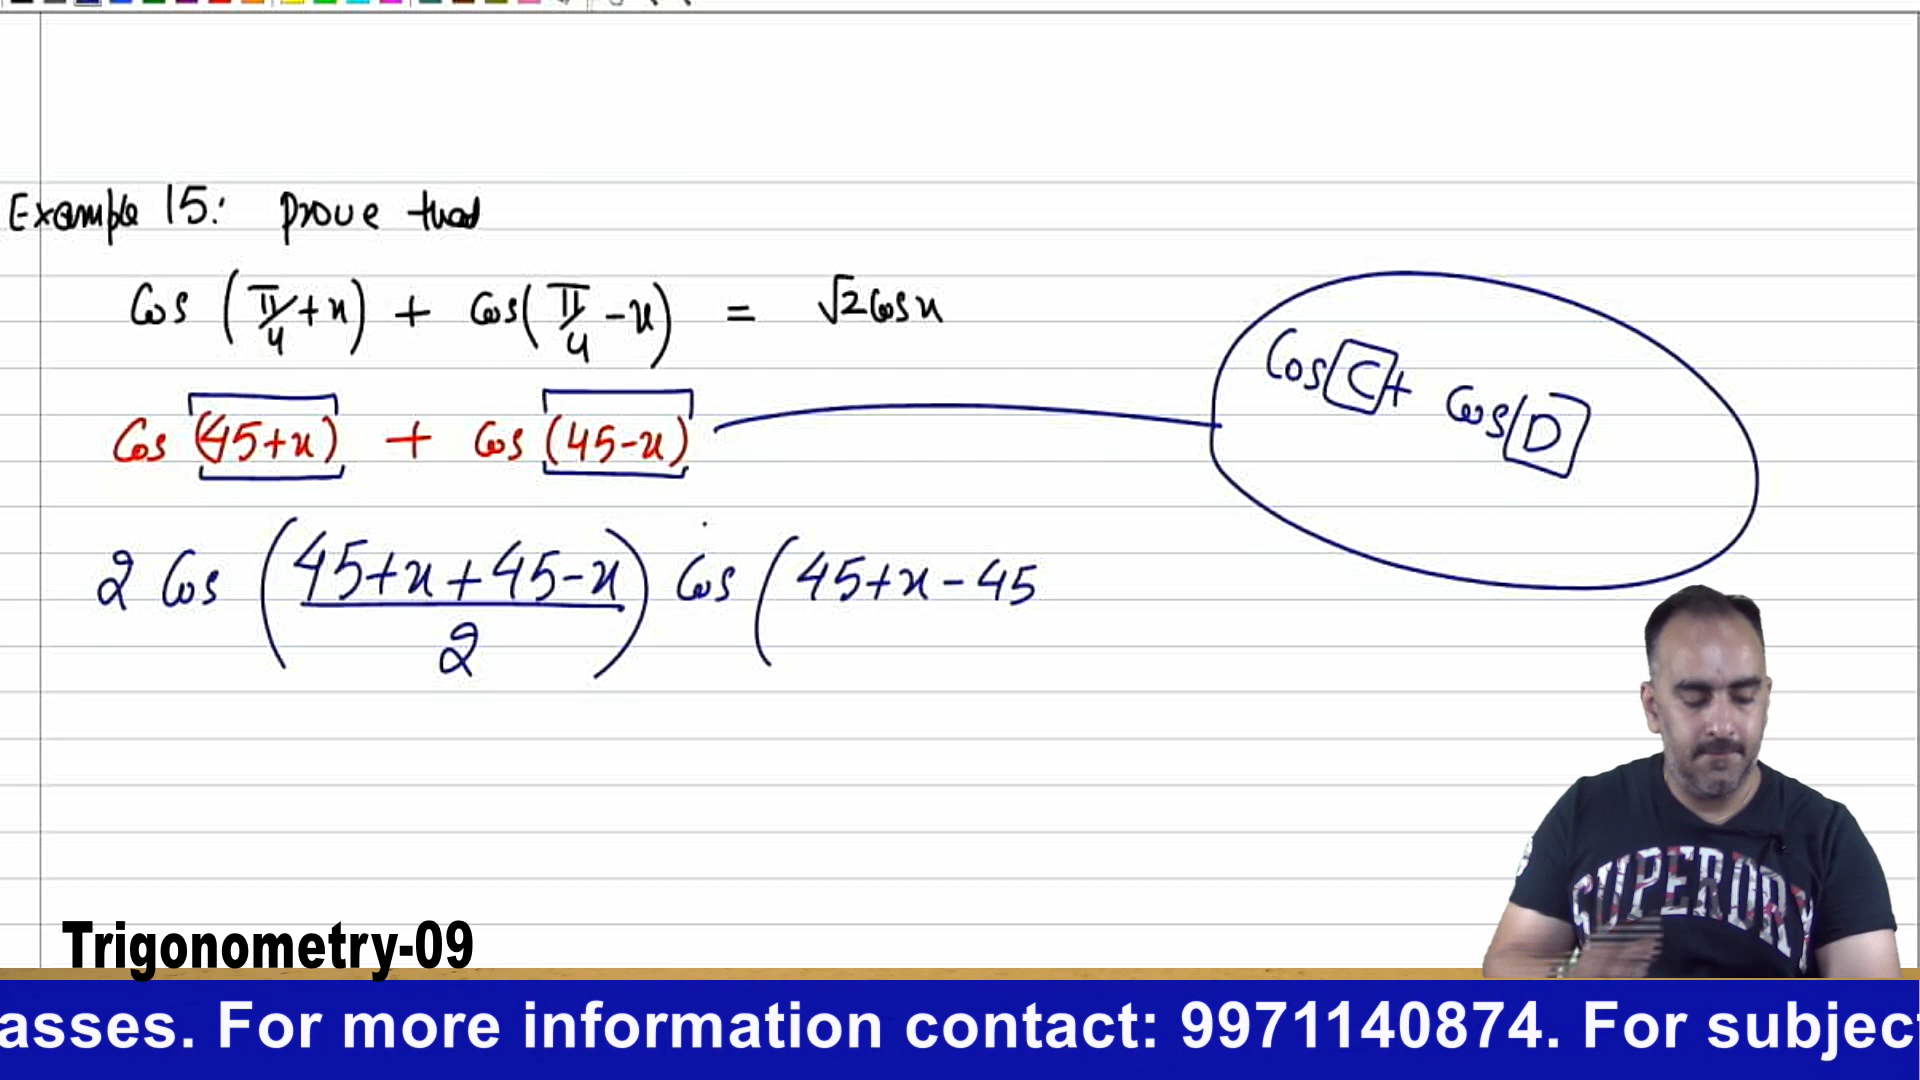 Example 15: Prove that
Cos (π/4 + x) + Cos(π/4 - x) = √2 Cos x
Cos (45+x) + Cos (45-x)
Cos C + Cos D
2 Cos ((45+x+45-x)/2) Cos (45+x-45
SUPERDRY
Trigonometry-09
asses. For more information contact: 9971140874. For subject